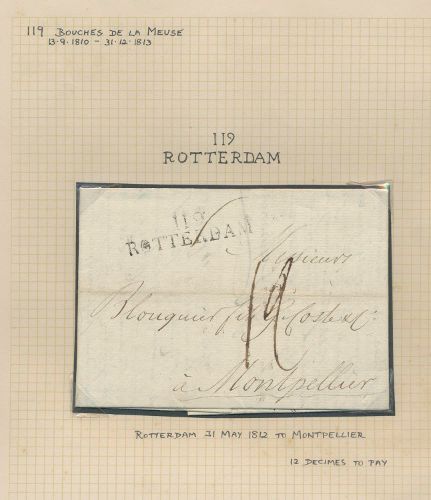 119 BOUCHES DE LA MEUSE
13.9.1810 - 31.12.1813
119
ROTTERDAM
119
ROTTERDAM
Messieurs
Blouquier fils & Coste & Cie
à Montpellier
ROTTERDAM 31 MAY 1812 TO MONTPELLIER
12 DECIMES TO PAY